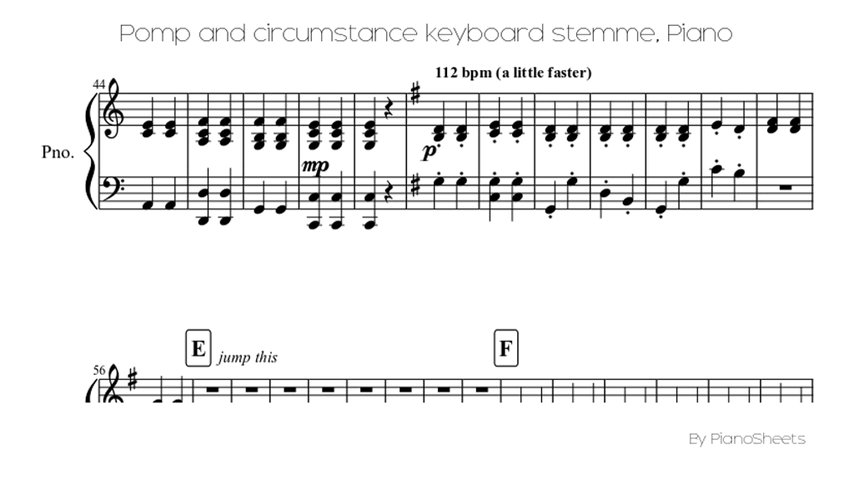 Pomp and circumstance keyboard stemme, Piano
112 bpm (a little faster)
44
Pno.
mp
p
E
jump this
F
56
By PianoSheets